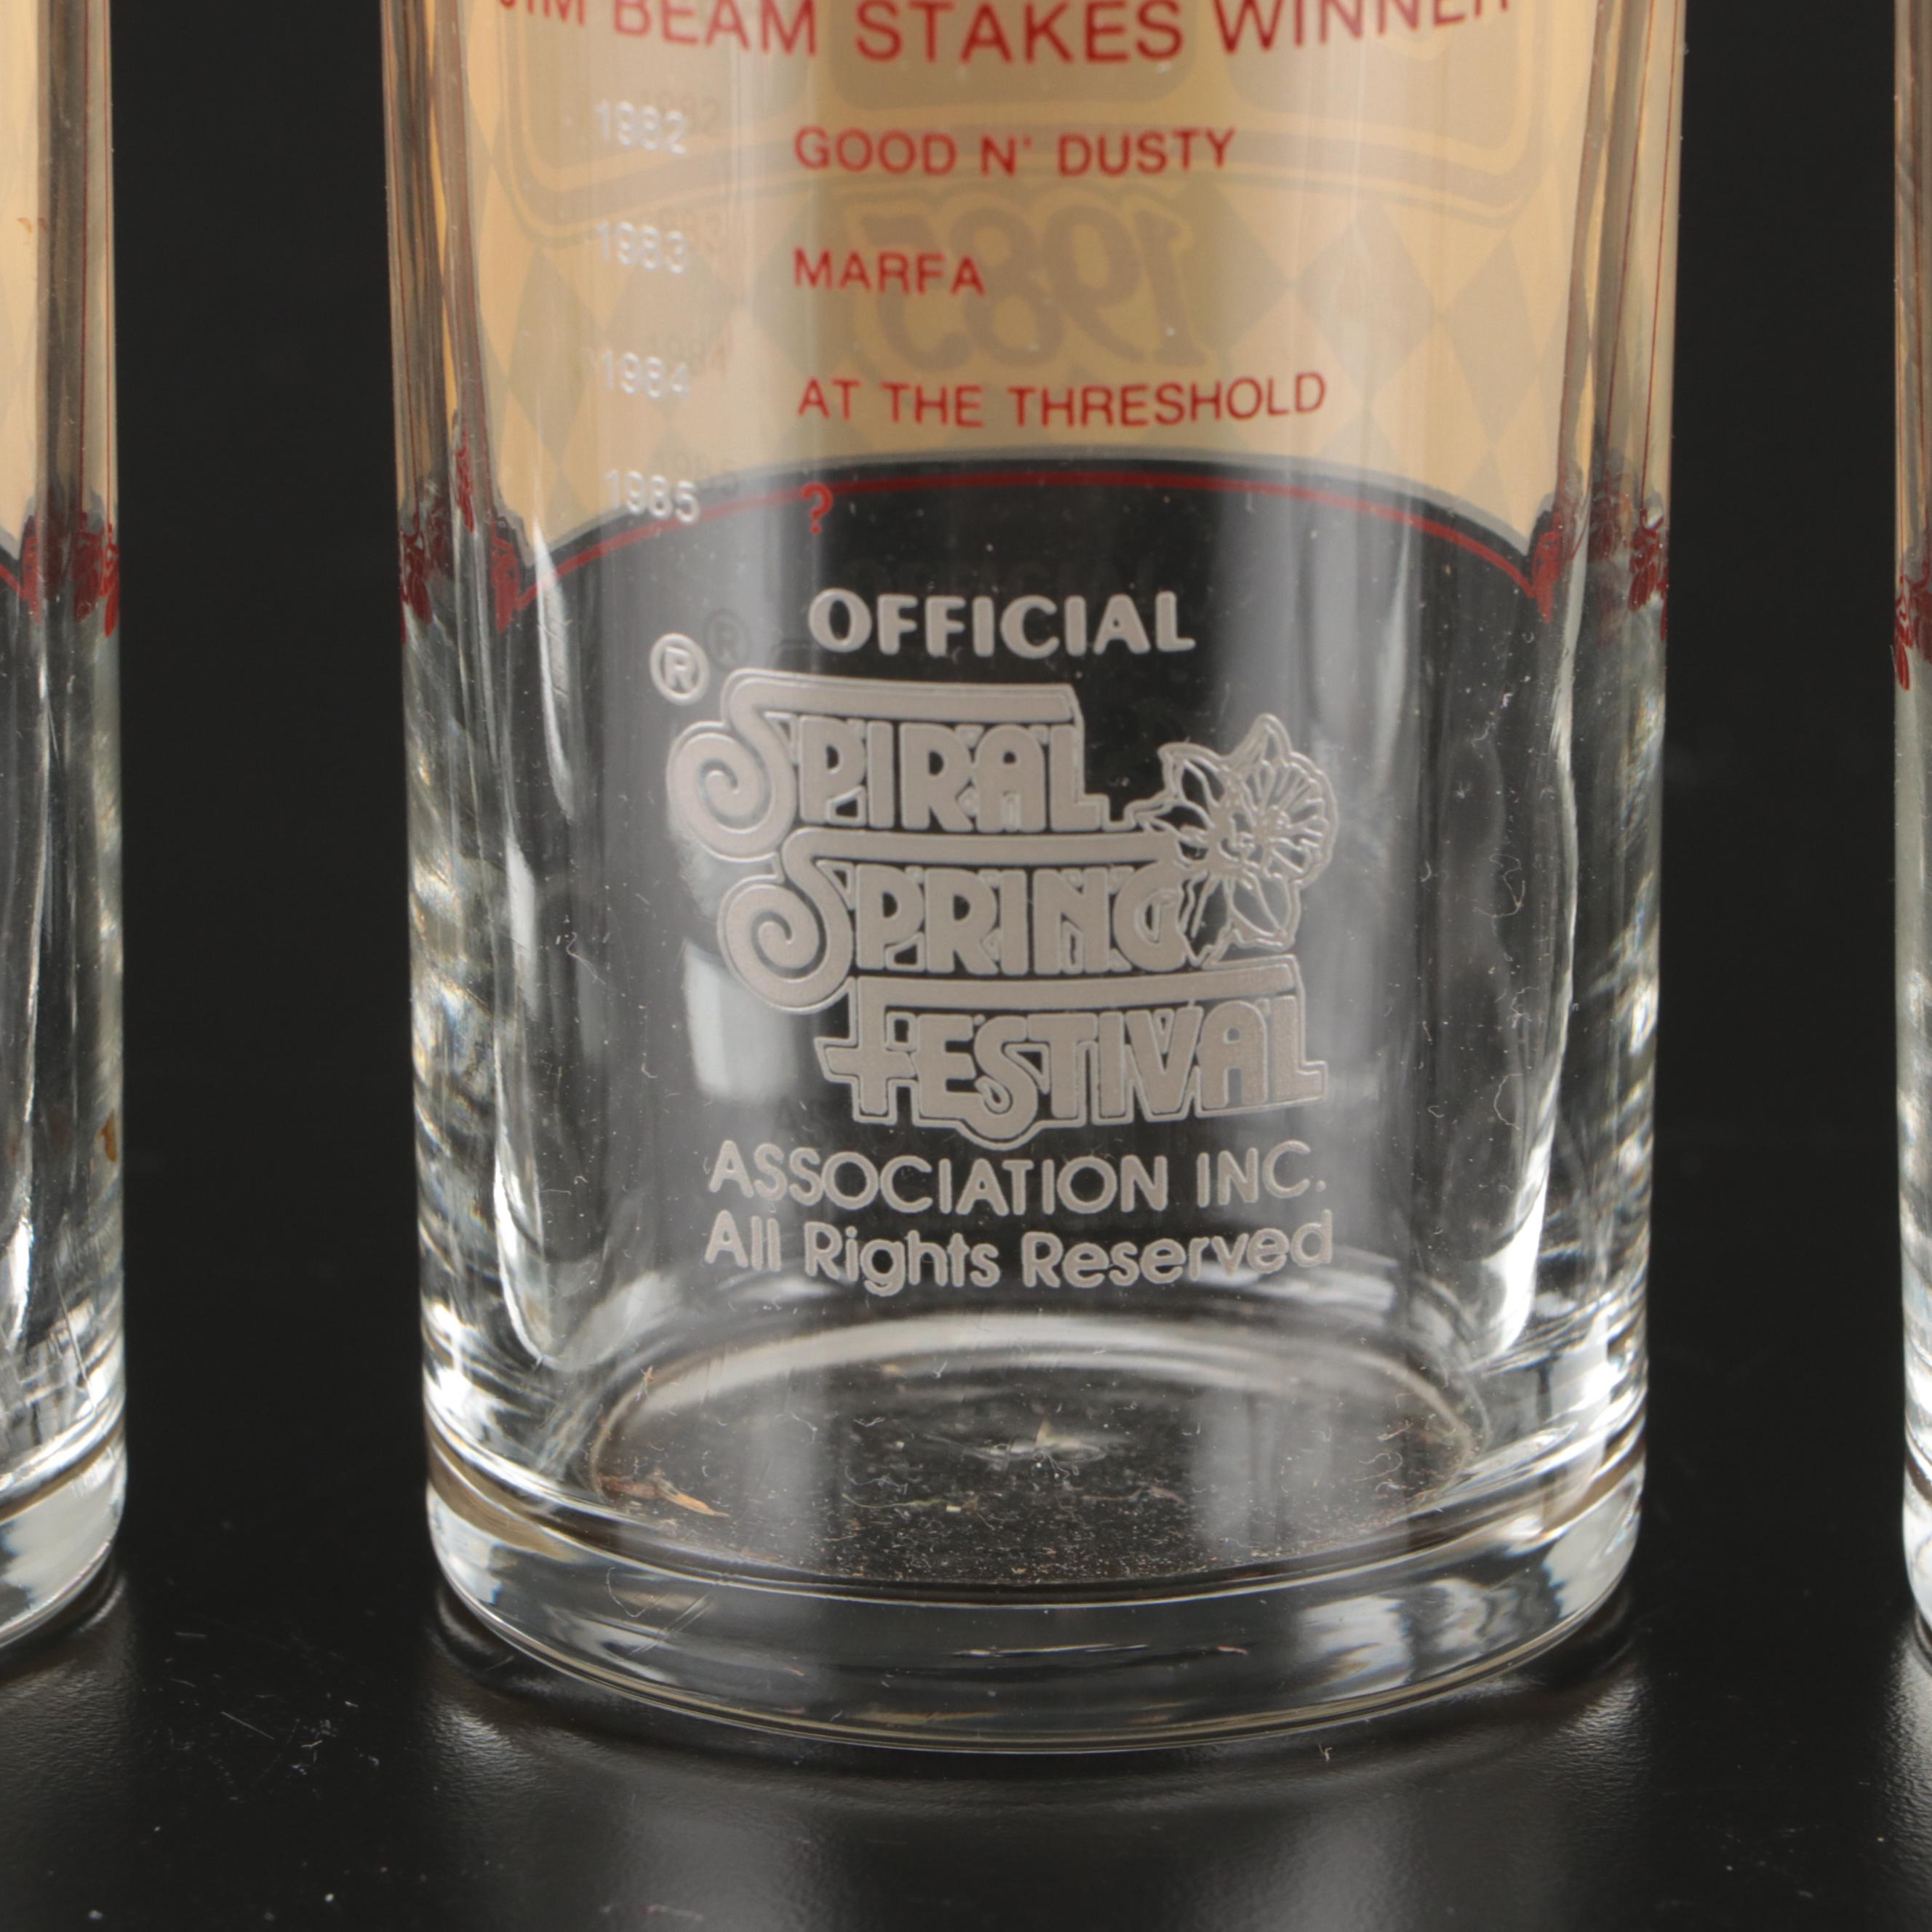 JIM BEAM STAKES WINNER
1982 GOOD N' DUSTY
1983 MARFA
1984 AT THE THRESHOLD
1985 ?
1985
OFFICIAL
® SPIRAL
SPRING
FESTIVAL
ASSOCIATION INC.
All Rights Reserved